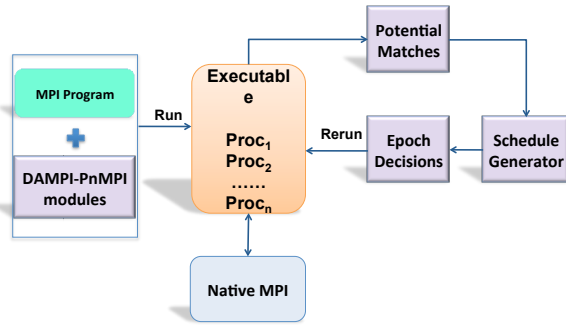 MPI Program
DAMPI-PnMPI
modules
Run
Executabl
e
Proc1
Proc2
......
Procn
Native MPI
Potential
Matches
Rerun
Epoch
Decisions
Schedule
Generator